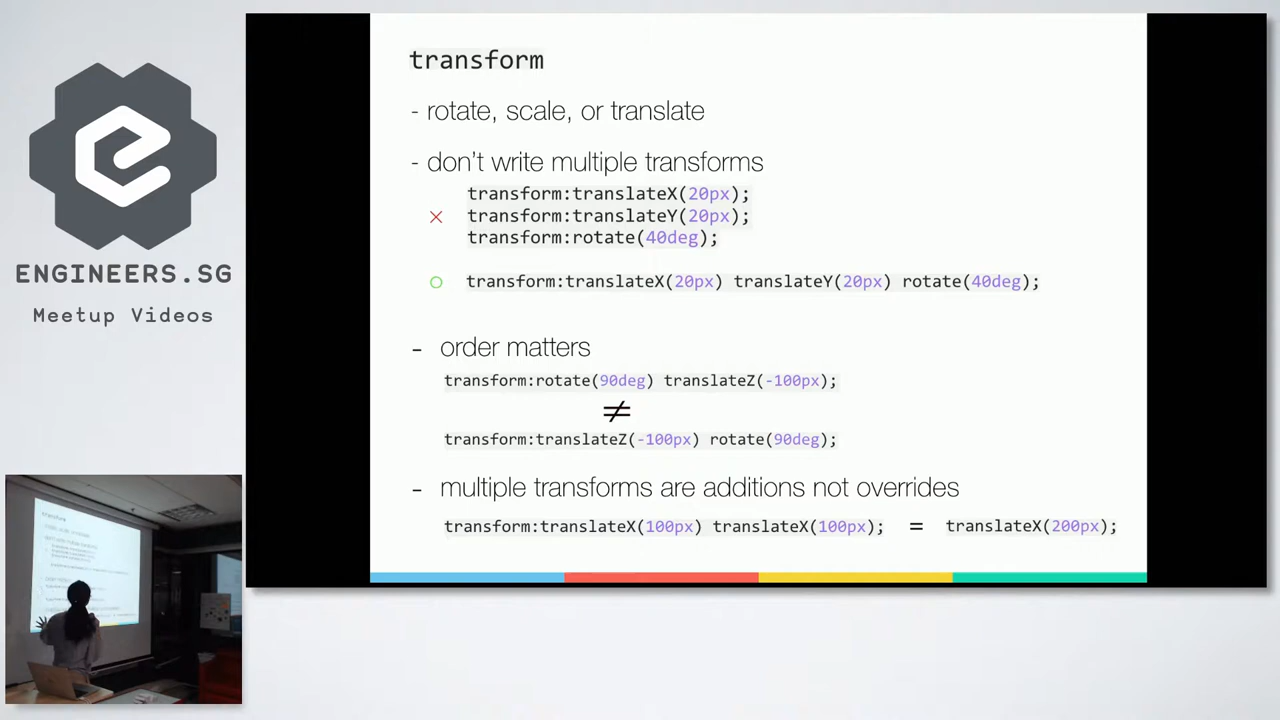 ENGINEERS.SG
Meetup Videos
transform
- rotate, scale, or translate
- don't write multiple transforms
transform:translateX(20px);
× transform:translateY(20px);
transform:rotate(40deg);
○ transform:translateX(20px) translateY(20px) rotate(40deg);
- order matters
transform:rotate(90deg) translateZ(-100px);
≠
transform:translateZ(-100px) rotate(90deg);
- multiple transforms are additions not overrides
transform:translateX(100px) translateX(100px); = translateX(200px);